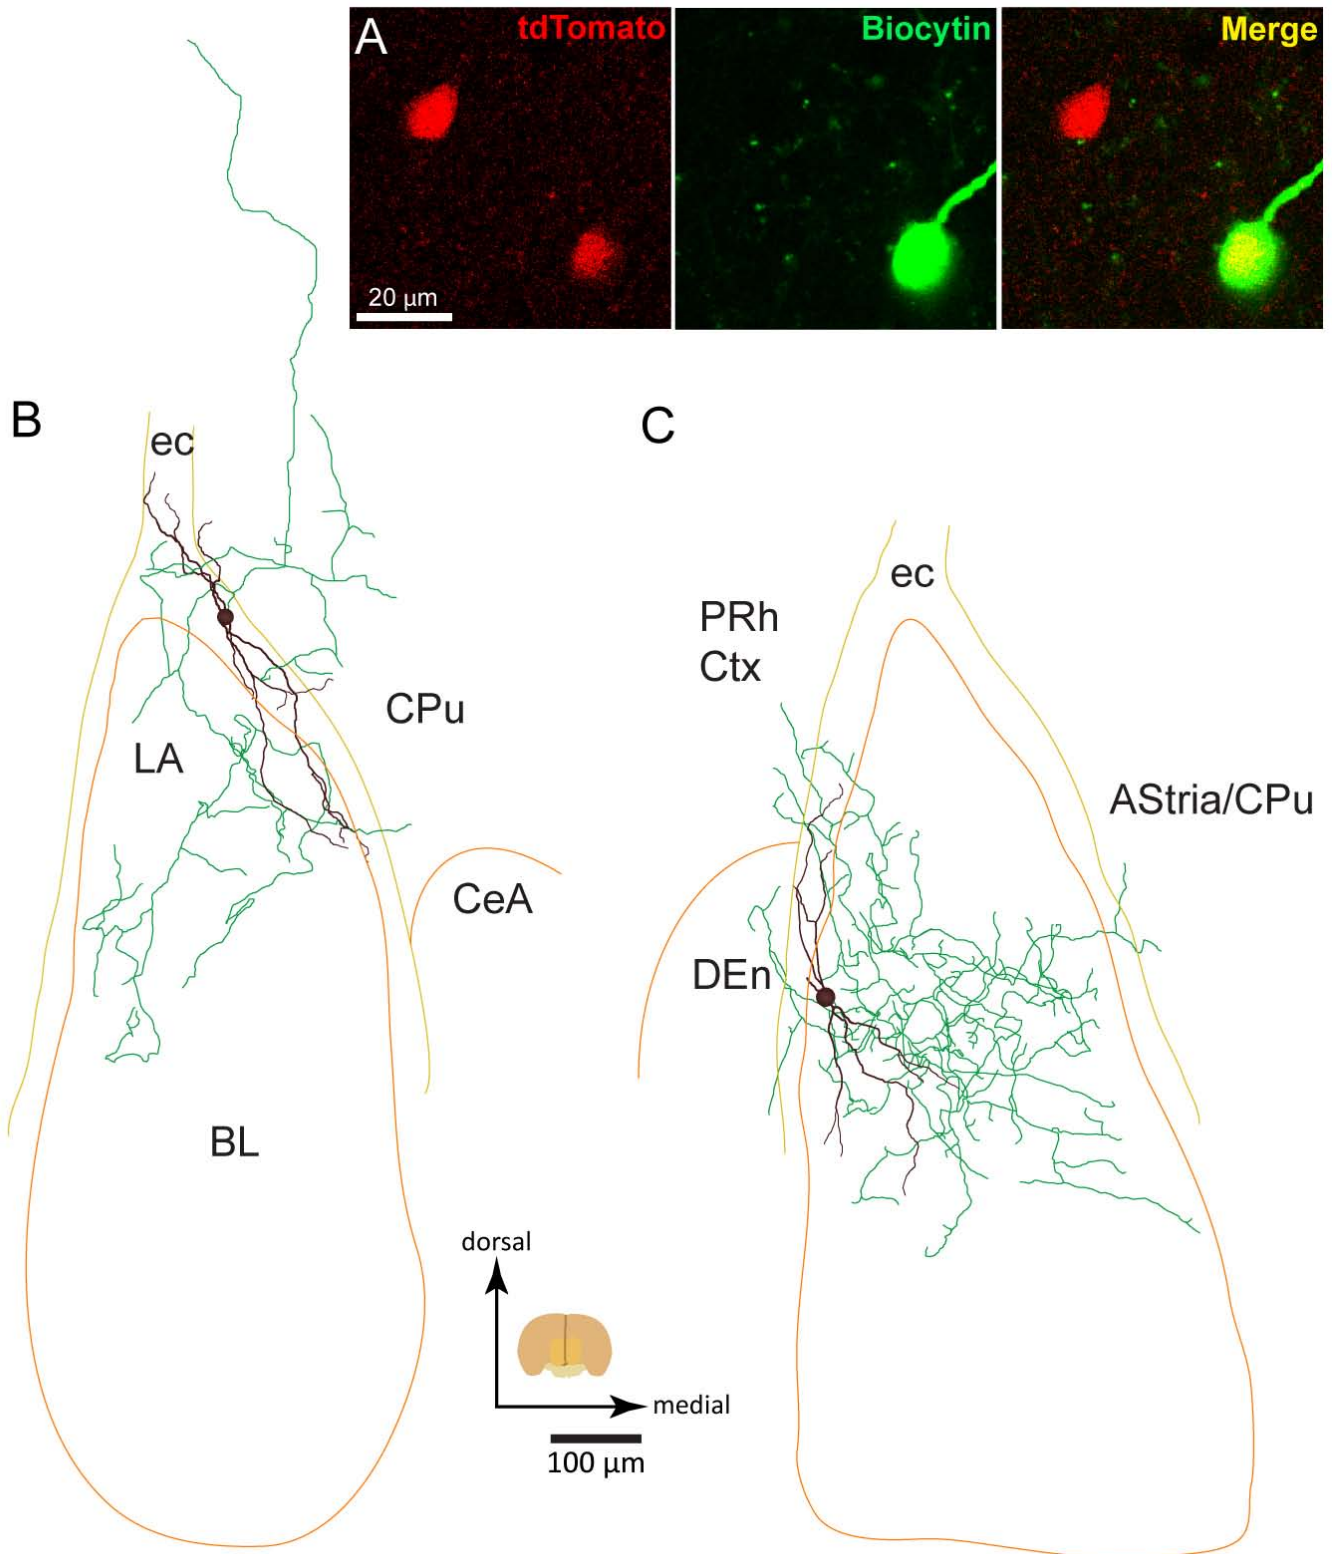 A
tdTomato
Biocytin
Merge
20 µm
B
ec
CPu
LA
CeA
BL
C
ec
PRh
Ctx
AStria/CPu
DEn
dorsal
medial
100 µm